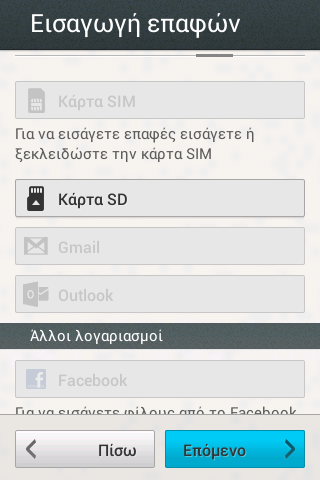 Εισαγωγή επαφών
Κάρτα SIM
Για να εισάγετε επαφές εισάγετε ή
ξεκλειδώστε την κάρτα SIM
Κάρτα SD
Gmail
Outlook
Άλλοι λογαριασμοί
Facebook
Για να εισάγετε φίλους από το Facebook
Πίσω
Επόμενο